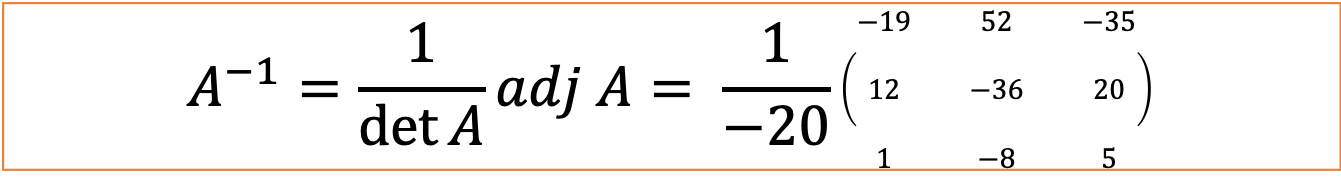 A⁻¹ = 1/det A adj A = 1/−20 (
−19 52 −35
12 −36 20
1 −8 5
)